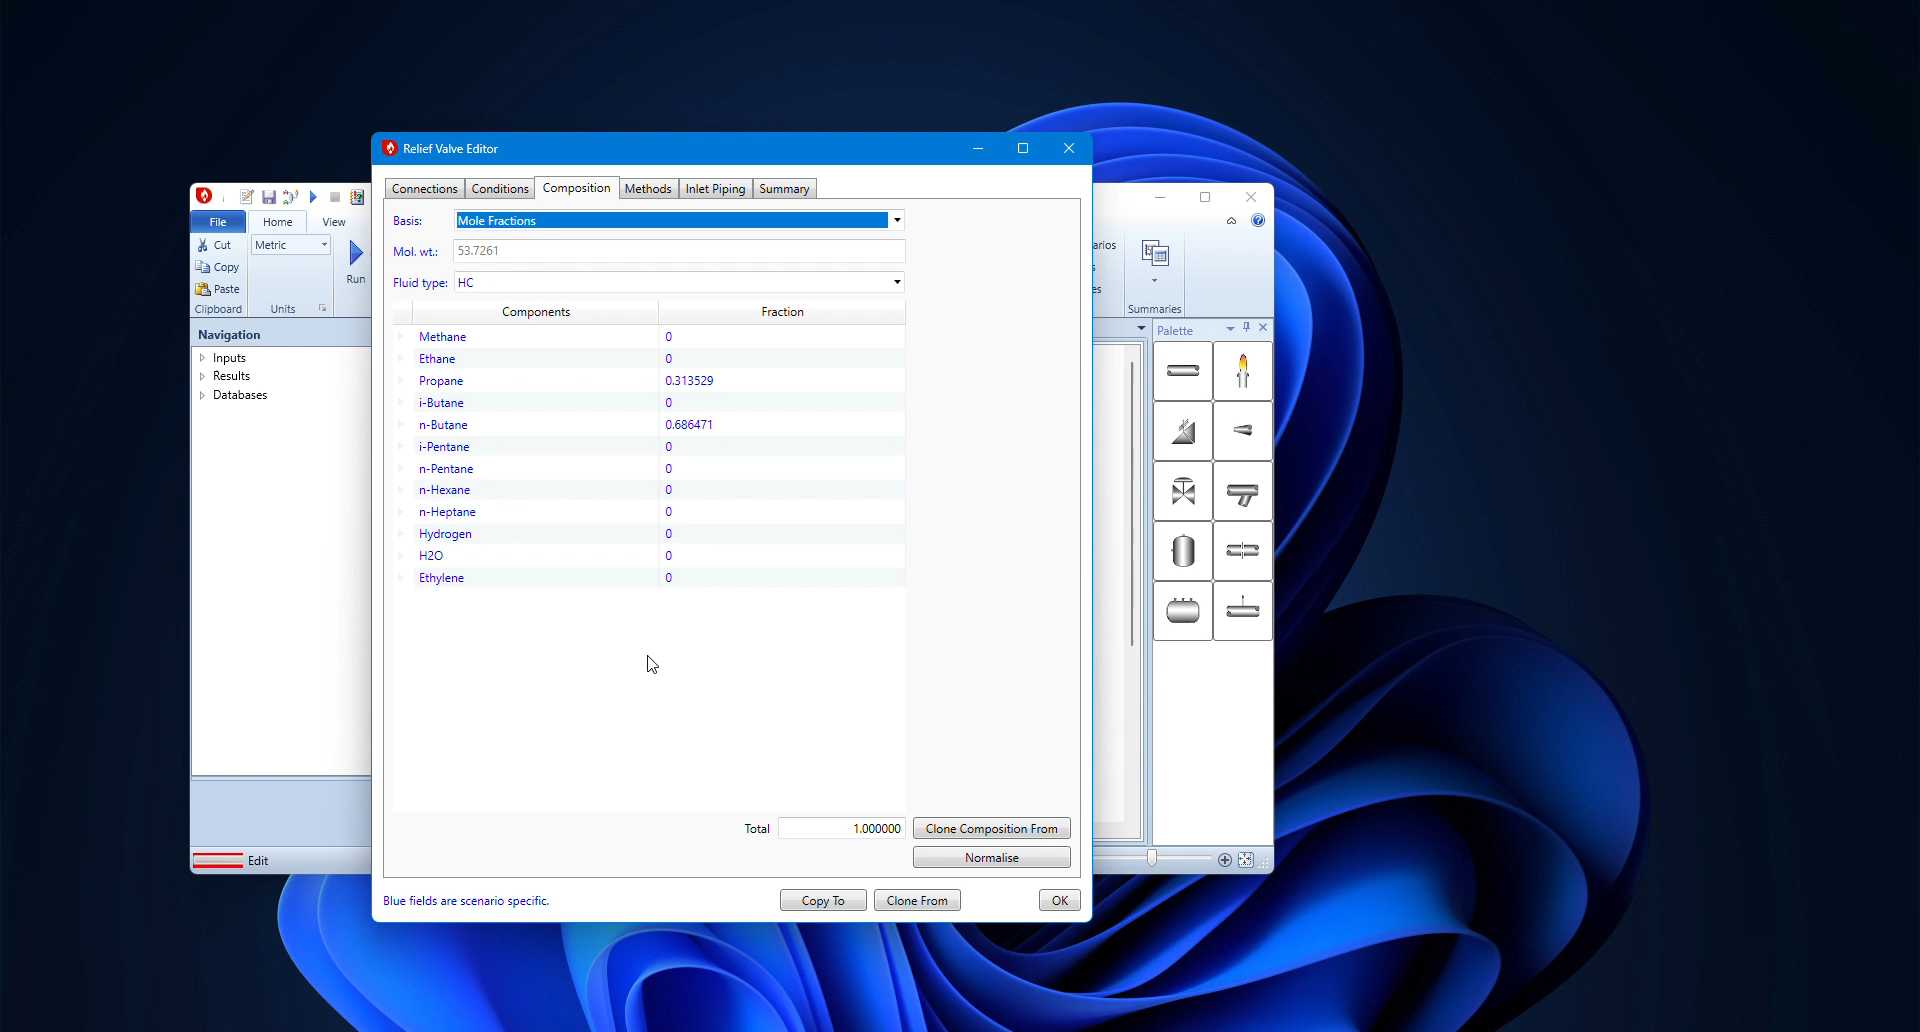 Relief Valve Editor
Connections Conditions Composition Methods Inlet Piping Summary
Basis: Mole Fractions
Mol. wt.: 53.7261
Fluid type: HC
Components Fraction
Methane 0
Ethane 0
Propane 0.313529
i-Butane 0
n-Butane 0.686471
i-Pentane 0
n-Pentane 0
n-Hexane 0
n-Heptane 0
Hydrogen 0
H2O 0
Ethylene 0
Total 1.000000 Clone Composition From
Normalise
Blue fields are scenario specific. Copy To Clone From OK
File Home View
Cut Metric
Copy
Run
Paste
Clipboard Units
Navigation
Inputs
Results
Databases
Edit
arios
s
es
Summaries
Palette